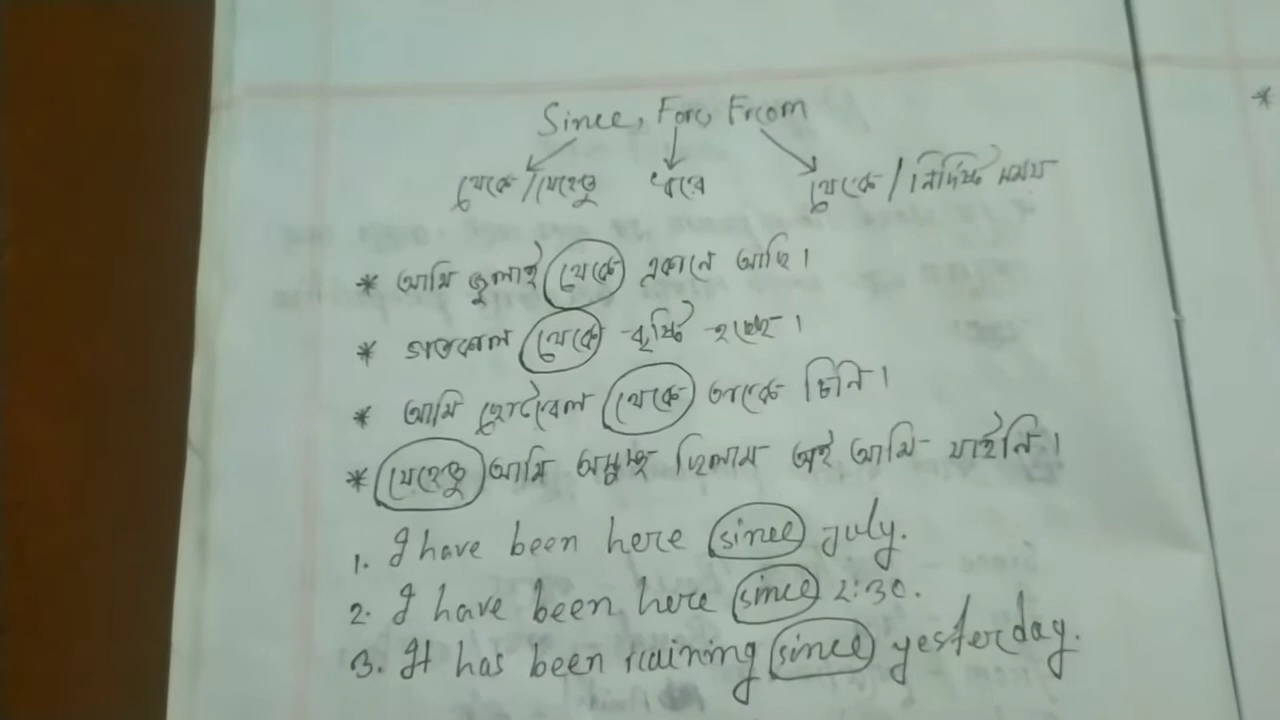 Since, For, From
থেকে/যেহেতু ধরে থেকে/নির্দিষ্ট সময়
* আমি জুলাই থেকে এখানে আছি।
* গতকাল থেকে বৃষ্টি হচ্ছে।
* আমি ছোটবেলা থেকে তাকে চিনি।
* যেহেতু আমি অসুস্থ ছিলাম তাই আমি যাইনি।
1. I have been here since july.
2. I have been here since 2:30.
3. It has been raining since yesterday.